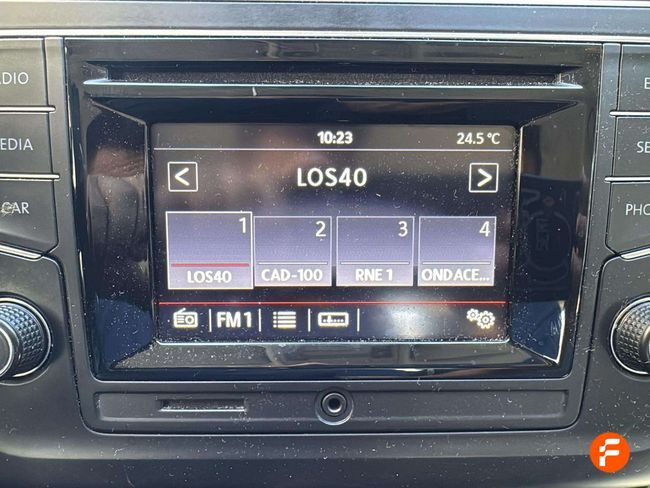 10:23 24.5 °C
ADIO
EDIA
CAR
E
SE
PHO
< LOS40 >
1 2 3 4
LOS40 CAD-100 RNE 1 ONDACE...
FM1